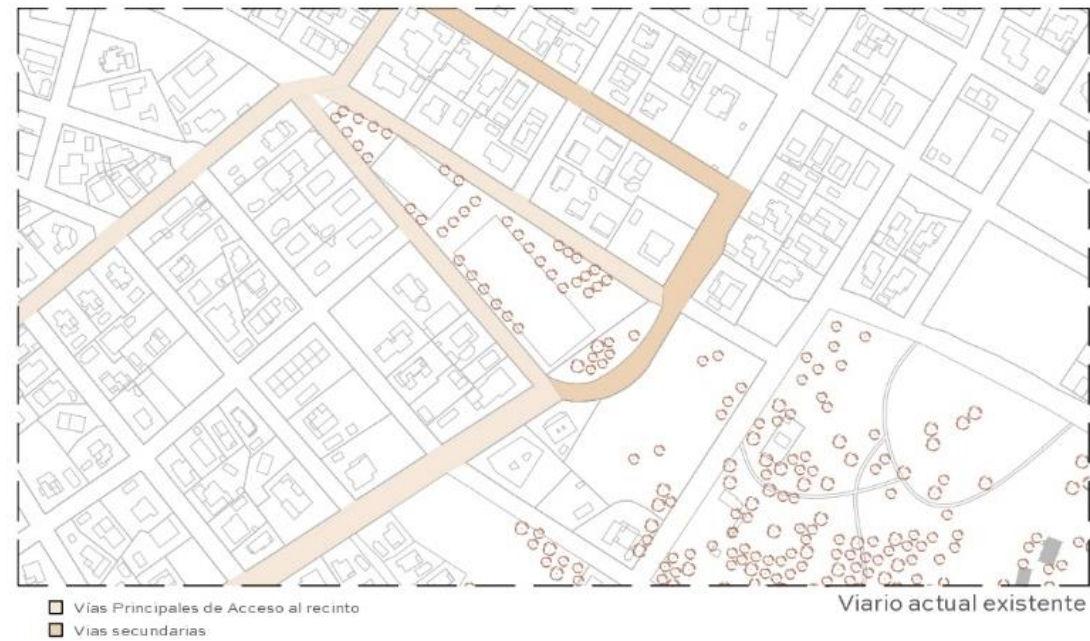 Vías Principales de Acceso al recinto
Vias secundarias
Viario actual existente